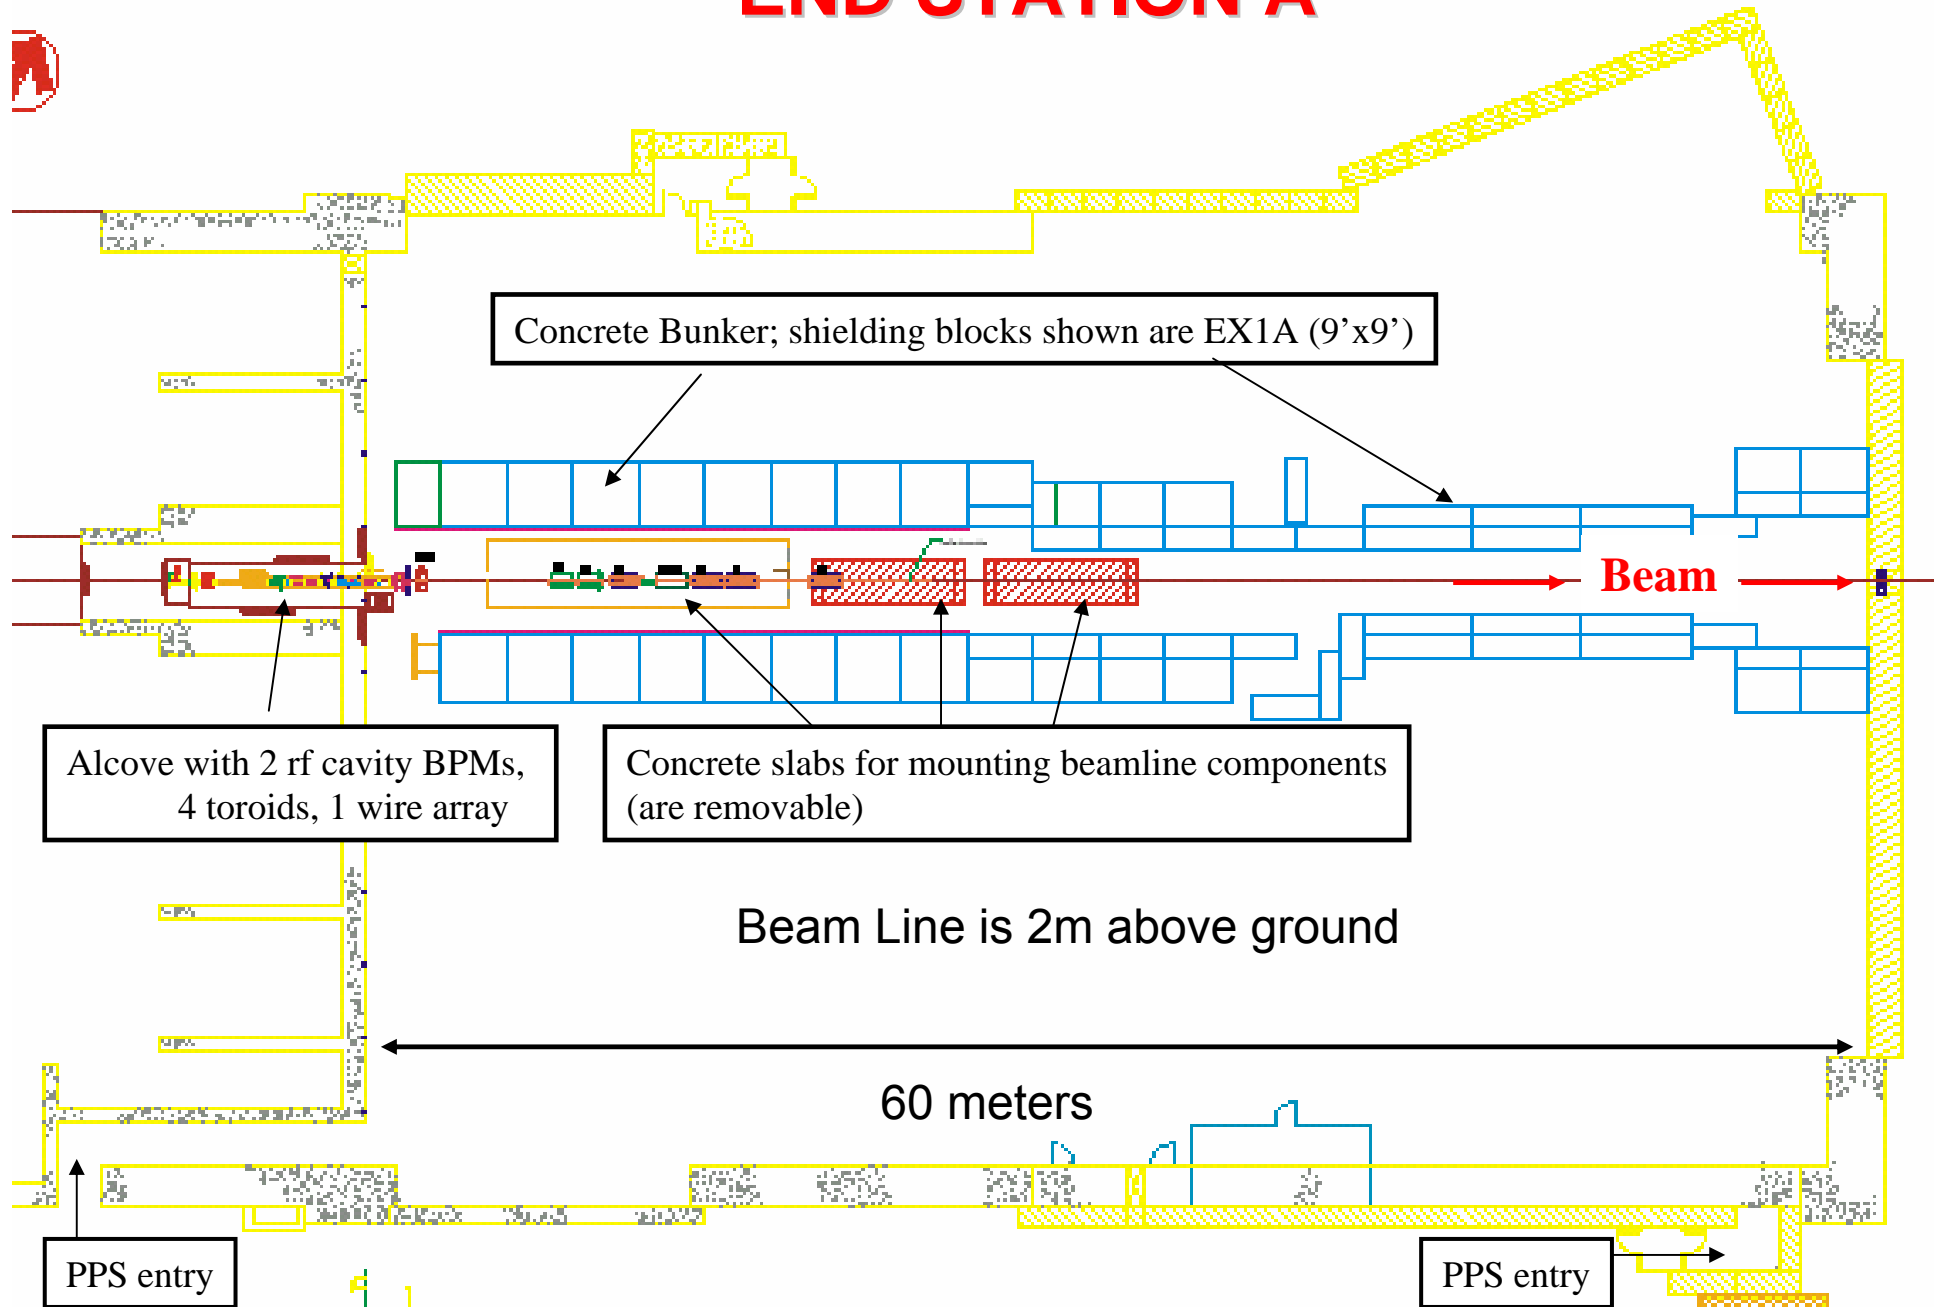 END STATION A
Concrete Bunker; shielding blocks shown are EX1A (9’x9’)
Beam
Alcove with 2 rf cavity BPMs,
4 toroids, 1 wire array
Concrete slabs for mounting beamline components
(are removable)
Beam Line is 2m above ground
60 meters
PPS entry
PPS entry